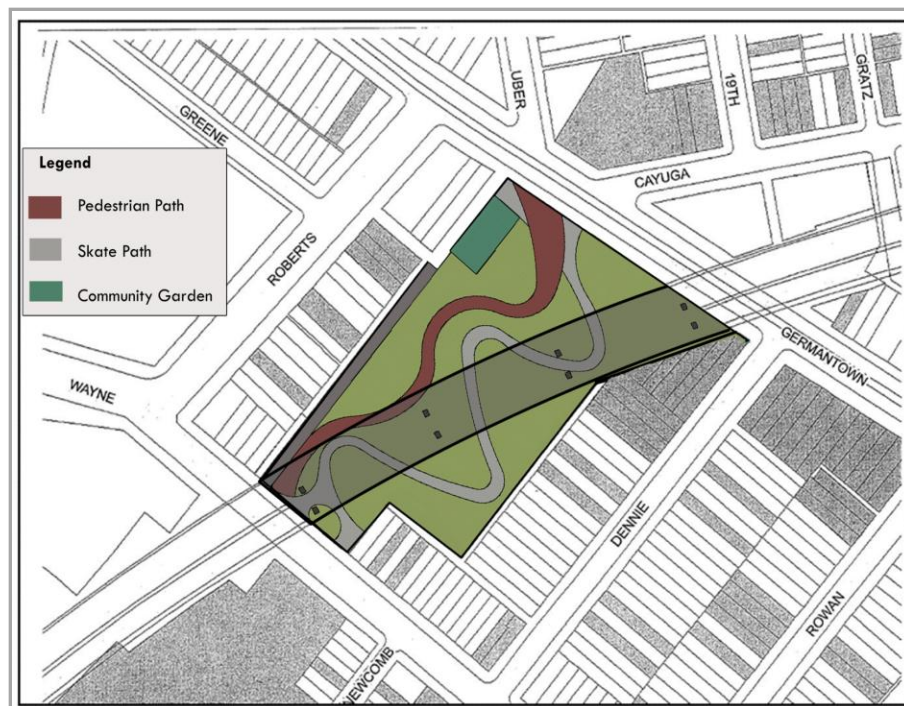 UBER
19TH
GRATZ
GREENE
Legend
Pedestrian Path
Skate Path
Community Garden
CAYUGA
ROBERTS
WAYNE
GERMANTOWN
DENNIE
ROWAN
NEWCOMB